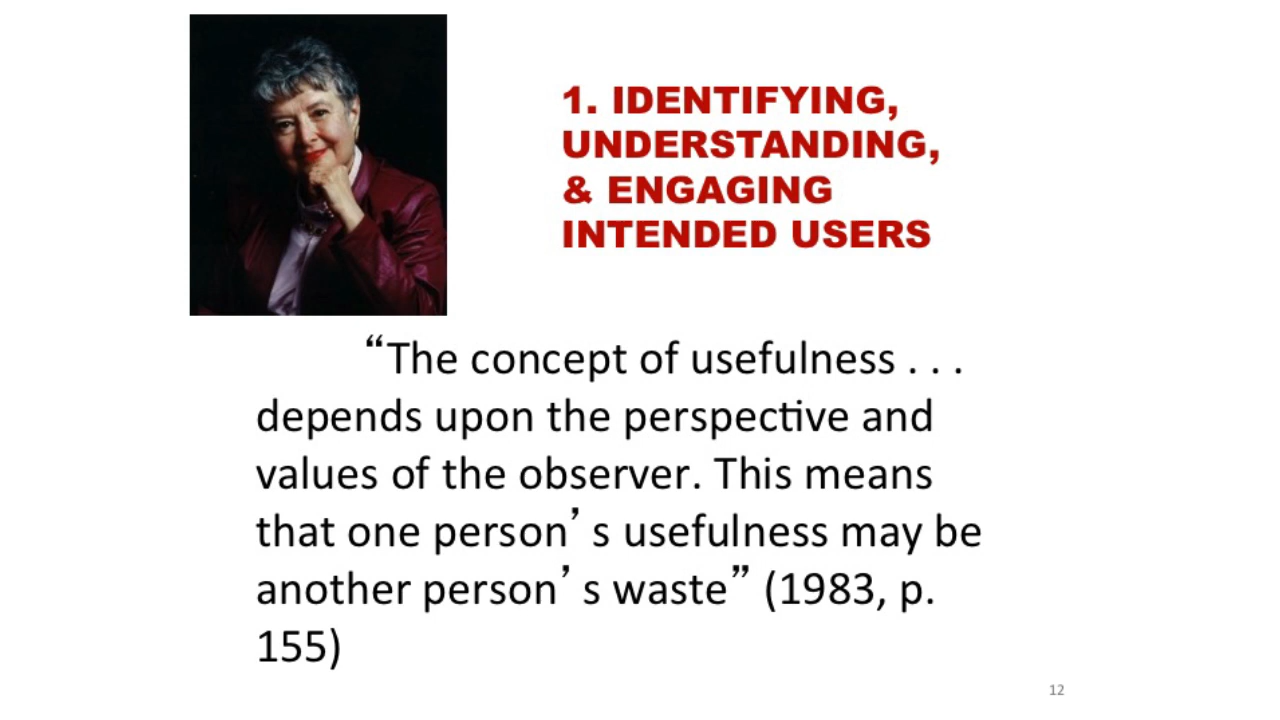 1. IDENTIFYING,
UNDERSTANDING,
& ENGAGING
INTENDED USERS
“The concept of usefulness . . .
depends upon the perspective and
values of the observer. This means
that one person’s usefulness may be
another person’s waste” (1983, p.
155)
12